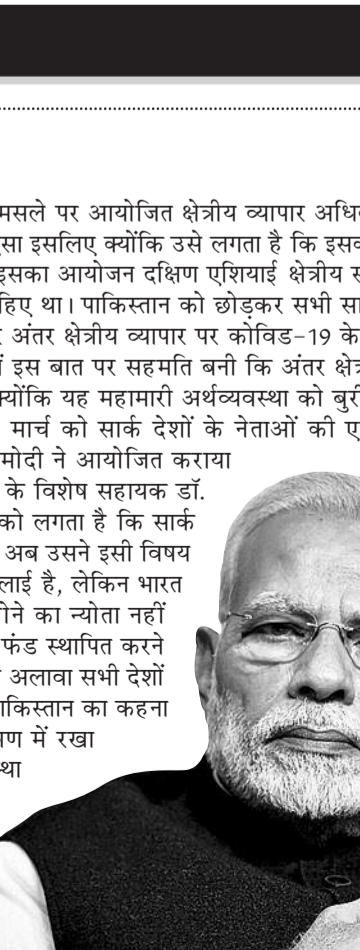 मसले पर आयोजित क्षेत्रीय व्यापार अधि
सा इसलिए क्योंकि उसे लगता है कि इस
इसका आयोजन दक्षिण एशियाई क्षेत्रीय स
हिए था। पाकिस्तान को छोड़कर सभी सा
अंतर क्षेत्रीय व्यापार पर कोविड-19 के
इस बात पर सहमति बनी कि अंतर क्षेत्र
क्योंकि यह महामारी अर्थव्यवस्था को बुरी
मार्च को सार्क देशों के नेताओं की ए
मोदी ने आयोजित कराया
के विशेष सहायक डॉ.
को लगता है कि सार्क
अब उसने इसी विषय
लाई है, लेकिन भारत
ीने का न्योता नहीं
फंड स्थापित करने
अलावा सभी देशों
ाकिस्तान का कहना
मण में रखा
था